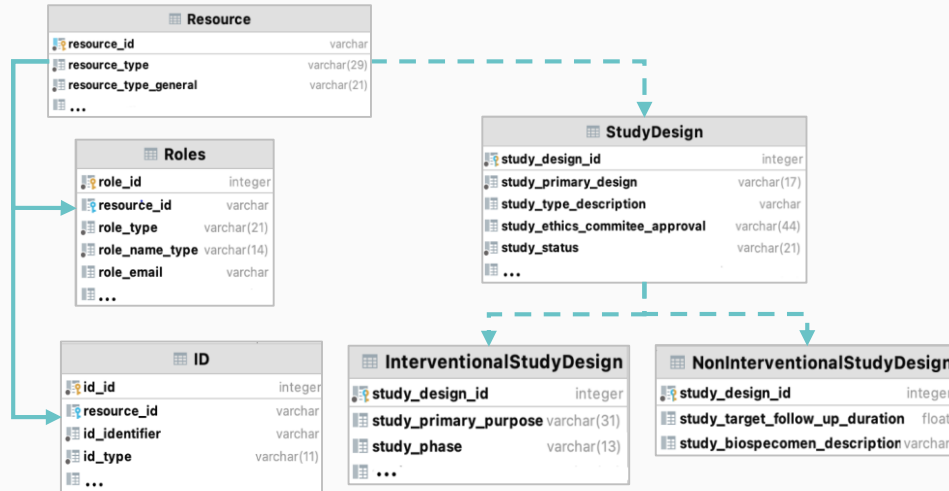 Resource
resource_id varchar
resource_type varchar(29)
resource_type_general varchar(21)
...
StudyDesign
study_design_id integer
study_primary_design varchar(17)
study_type_description varchar
study_ethics_commitee_approval varchar(44)
study_status varchar(21)
...
Roles
role_id integer
resource_id varchar
role_type varchar(21)
role_name_type varchar(14)
role_email varchar
...
ID
id_id integer
resource_id varchar
id_identifier varchar
id_type varchar(11)
...
InterventionalStudyDesign
study_design_id integer
study_primary_purpose varchar(31)
study_phase varchar(13)
...
NonInterventionalStudyDesign
study_design_id integer
study_target_follow_up_duration float
study_biospecomen_description varchar